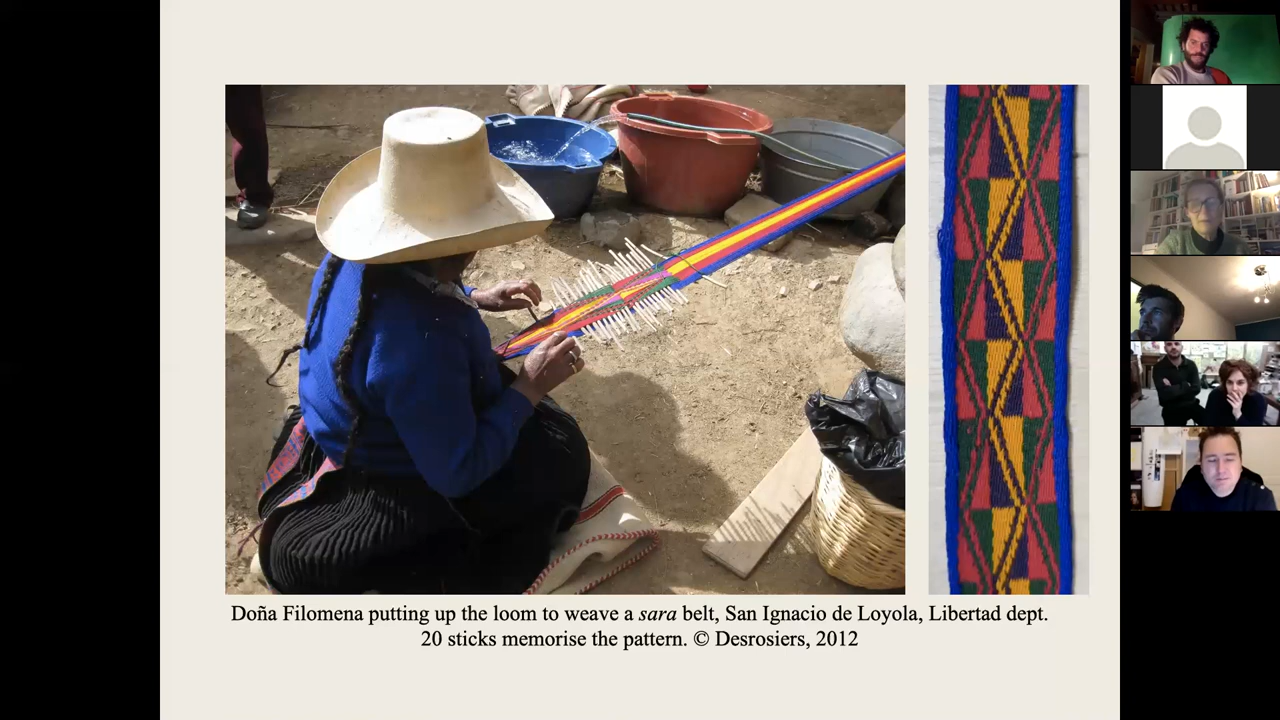 Doña Filomena putting up the loom to weave a sara belt, San Ignacio de Loyola, Libertad dept.
20 sticks memorise the pattern. © Desrosiers, 2012